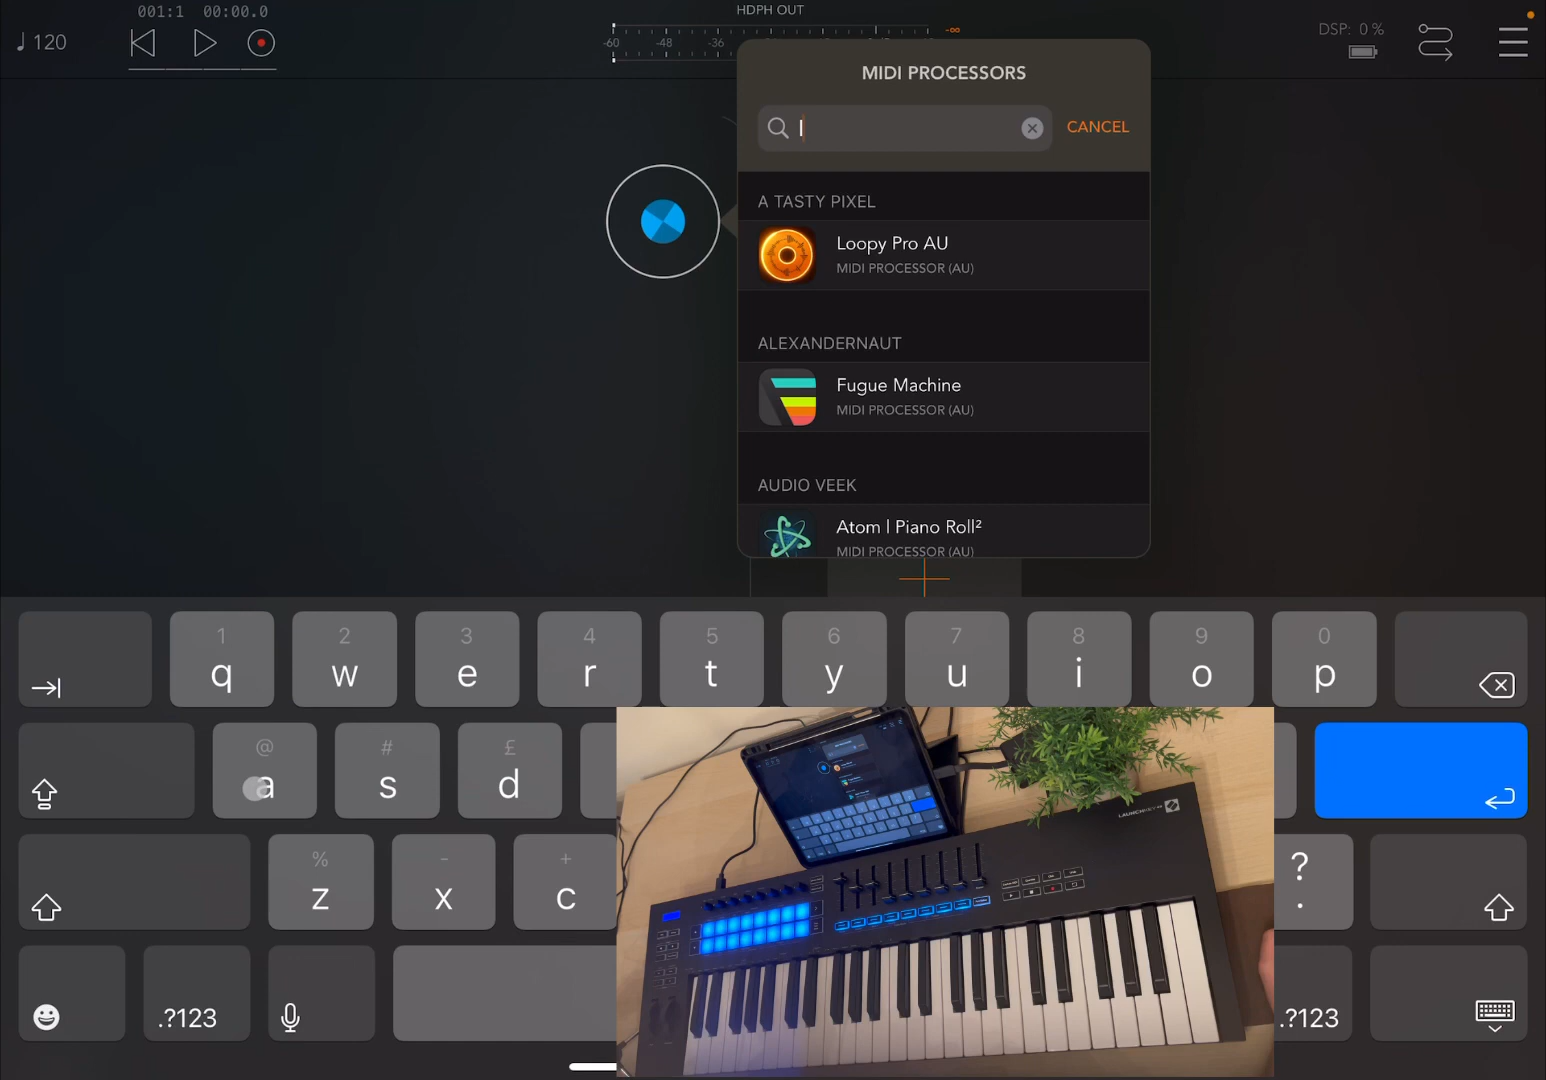 001:1 00:00.0
♩ 120
HDPH OUT
-60 -48 -36
-∞
DSP: 0 %
MIDI PROCESSORS
l
CANCEL
A TASTY PIXEL
Loopy Pro AU
MIDI PROCESSOR (AU)
ALEXANDERNAUT
Fugue Machine
MIDI PROCESSOR (AU)
AUDIO VEEK
Atom | Piano Roll²
MIDI PROCESSOR (AU)
1 2 3 4 5 6 7 8 9 0
q w e r t y u i o p
@ # £
a s d
% - + ?
z x c .
.?123 .?123
LAUNCHKEY